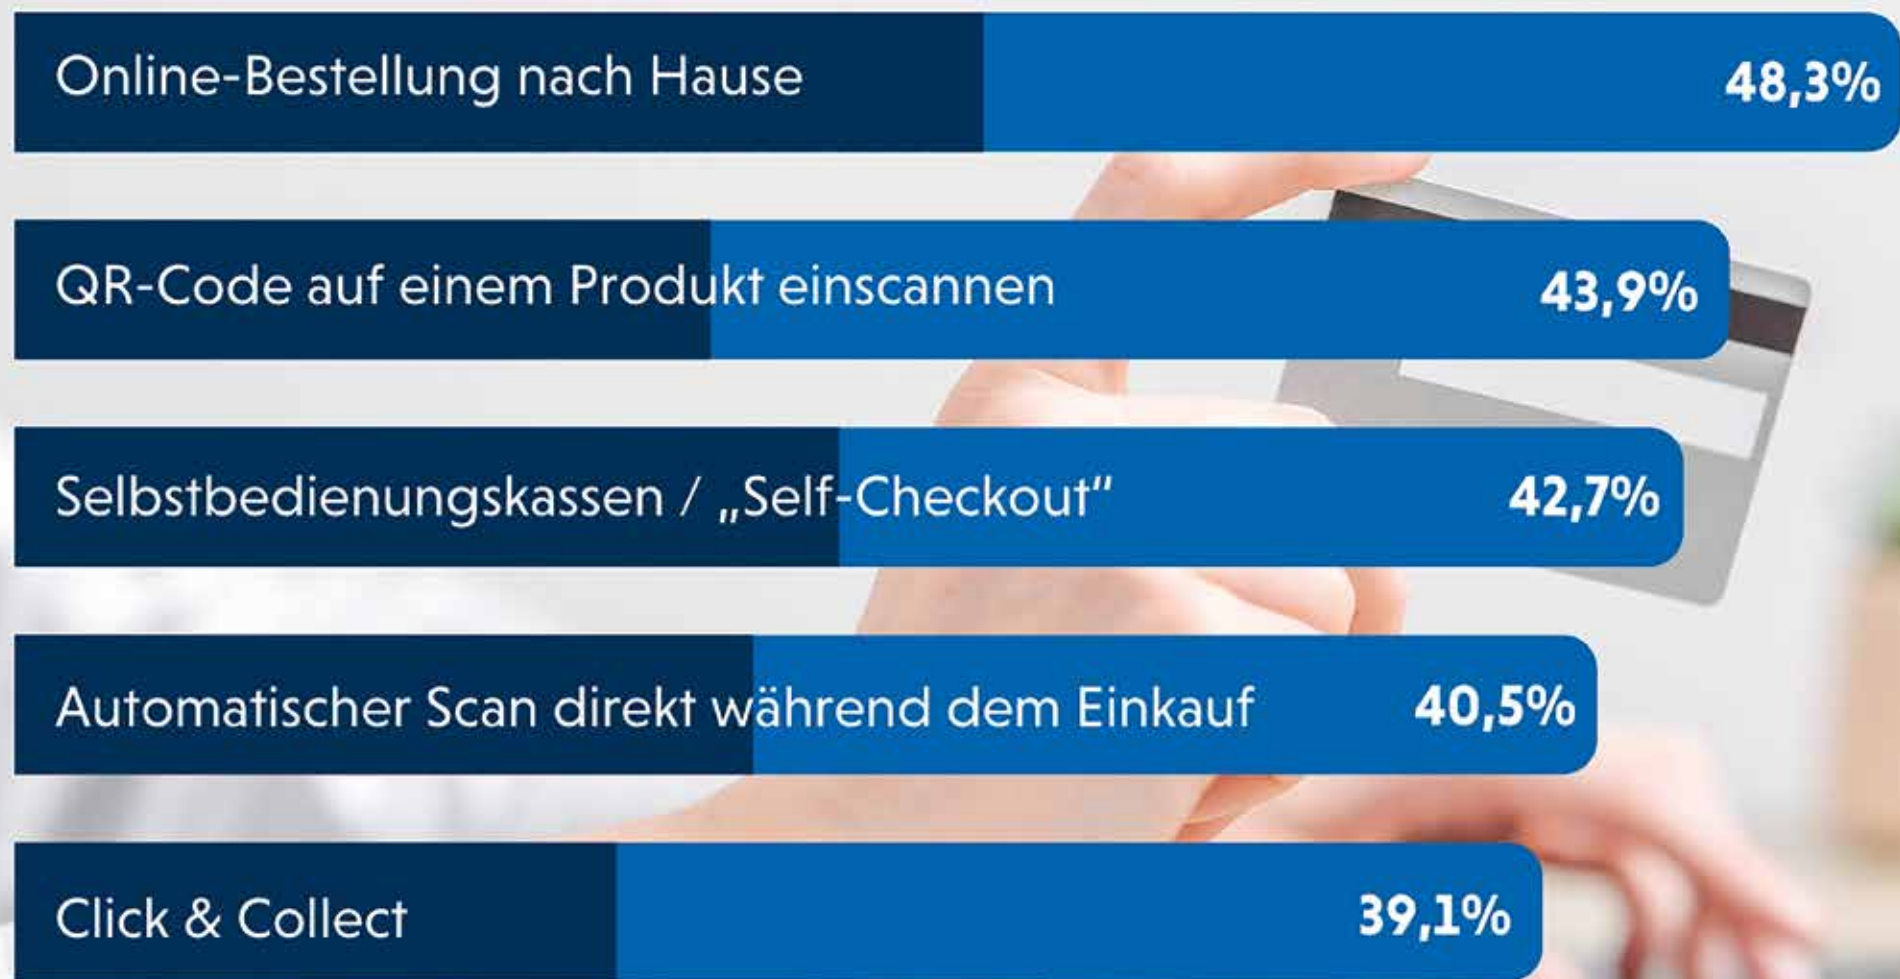 Online-Bestellung nach Hause 48,3%
QR-Code auf einem Produkt einscannen 43,9%
Selbstbedienungskassen / „Self-Checkout“ 42,7%
Automatischer Scan direkt während dem Einkauf 40,5%
Click & Collect 39,1%